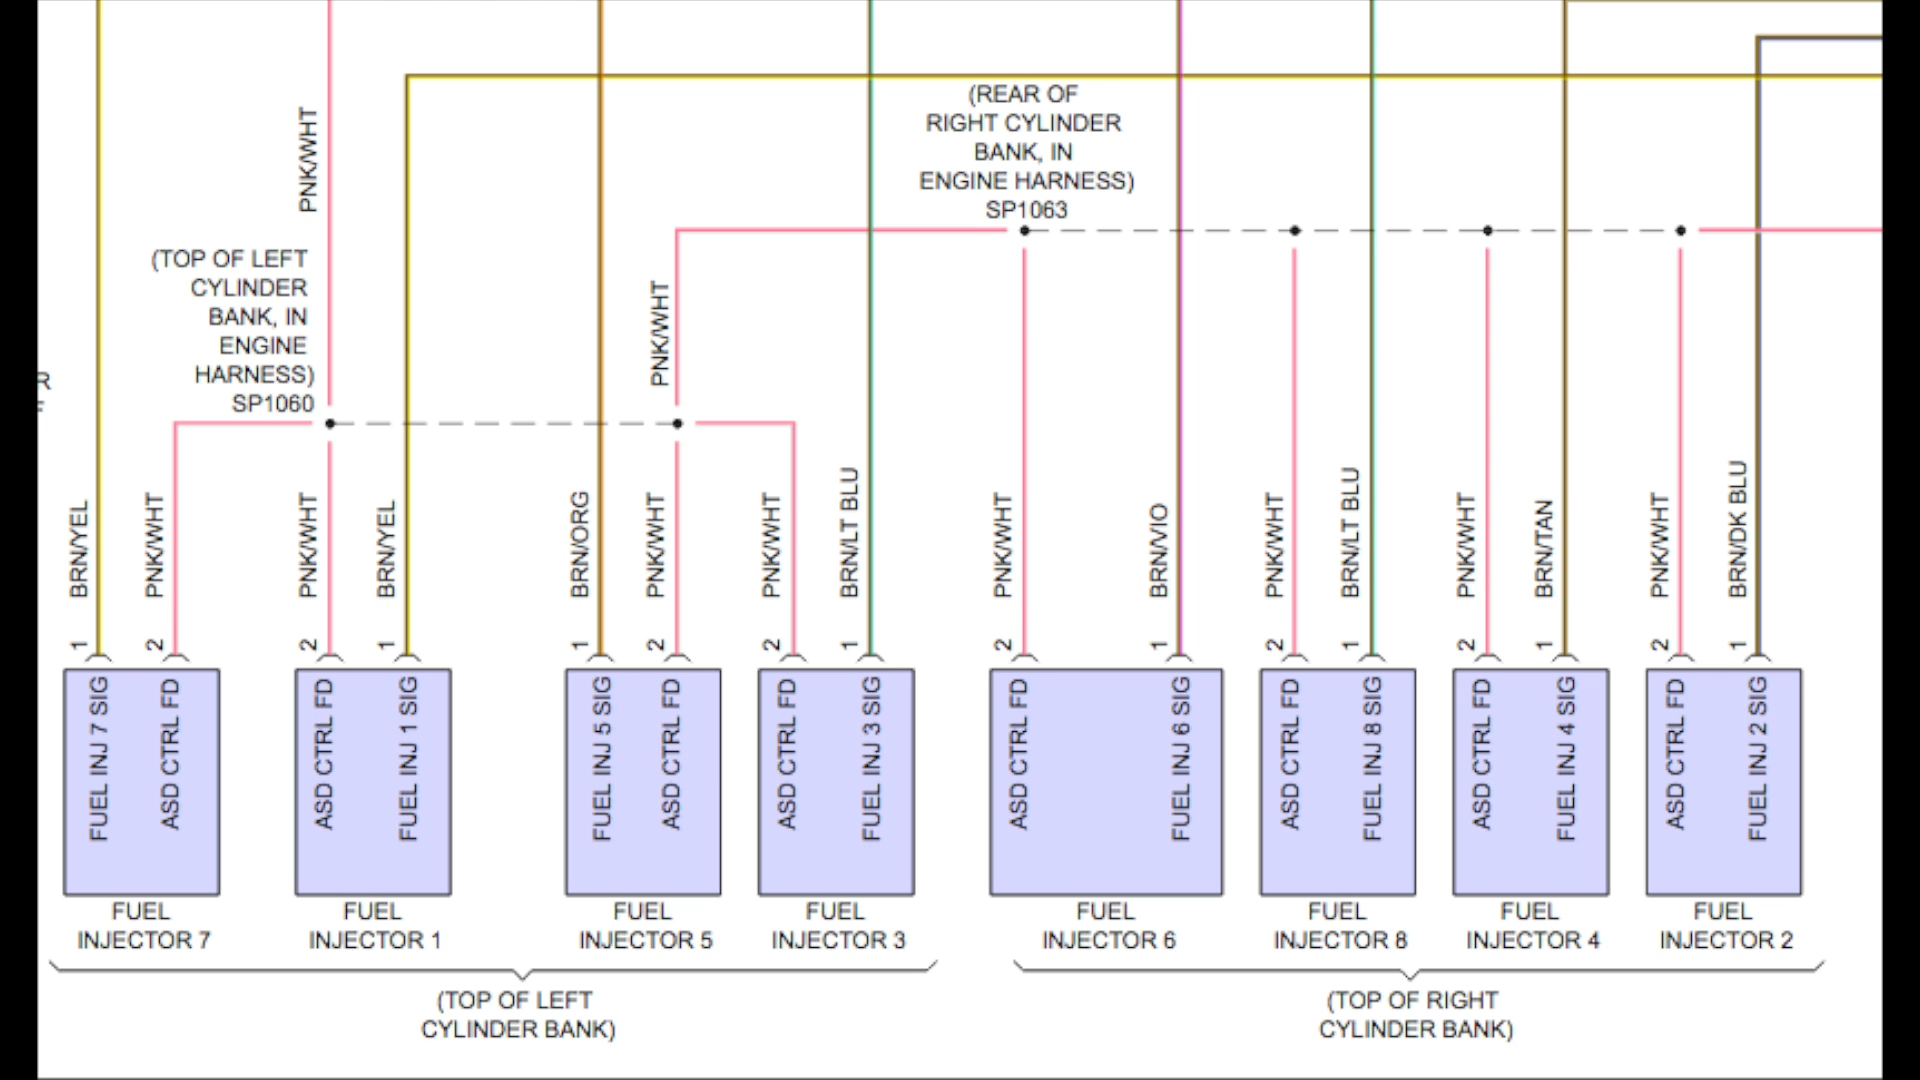 (REAR OF
RIGHT CYLINDER
BANK, IN
ENGINE HARNESS)
SP1063
PNK/WHT
(TOP OF LEFT
CYLINDER
BANK, IN
ENGINE
HARNESS)
SP1060
PNK/WHT
R
BRN/YEL
PNK/WHT
PNK/WHT
BRN/YEL
BRN/ORG
PNK/WHT
PNK/WHT
BRN/LT BLU
PNK/WHT
BRN/VIO
PNK/WHT
BRN/LT BLU
PNK/WHT
BRN/TAN
PNK/WHT
BRN/DK BLU
1
2
2
1
1
2
2
1
2
1
2
1
2
1
2
1
FUEL INJ 7 SIG
ASD CTRL FD
ASD CTRL FD
FUEL INJ 1 SIG
FUEL INJ 5 SIG
ASD CTRL FD
ASD CTRL FD
FUEL INJ 3 SIG
ASD CTRL FD
FUEL INJ 6 SIG
ASD CTRL FD
FUEL INJ 8 SIG
ASD CTRL FD
FUEL INJ 4 SIG
ASD CTRL FD
FUEL INJ 2 SIG
FUEL
INJECTOR 7
FUEL
INJECTOR 1
FUEL
INJECTOR 5
FUEL
INJECTOR 3
FUEL
INJECTOR 6
FUEL
INJECTOR 8
FUEL
INJECTOR 4
FUEL
INJECTOR 2
(TOP OF LEFT
CYLINDER BANK)
(TOP OF RIGHT
CYLINDER BANK)